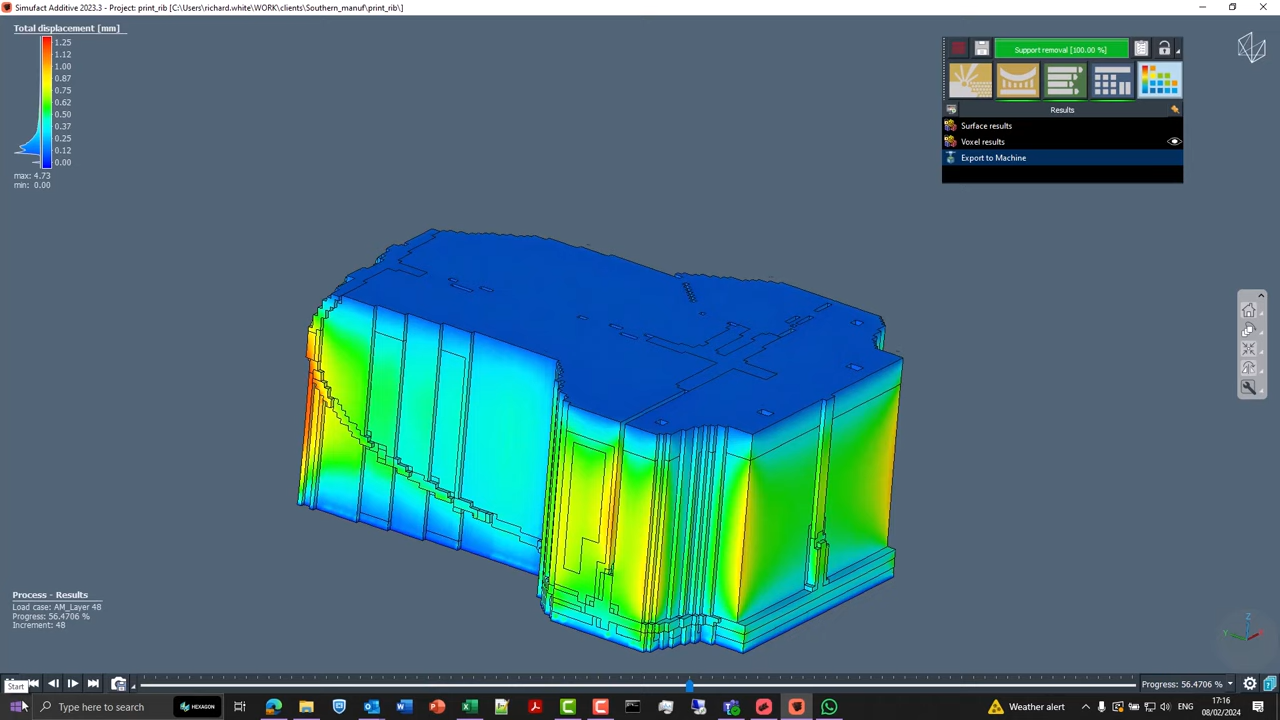 Simufact Additive 2023.3 - Project: print_rib [C:\Users\richard.white\WORK\clients\Southern_manuf\print_rib\]
Total displacement [mm]
1.25
1.12
1.00
0.87
0.75
0.62
0.50
0.37
0.25
0.12
0.00
max: 4.73
min: 0.00
Support removal [100.00 %]
Results
Surface results
Voxel results
Export to Machine
Process - Results
Load case: AM_Layer 48
Progress: 56.4706 %
Increment: 48
Z
Y
Start
Progress: 56.4706 %
Type here to search
HEXAGON
Weather alert
ENG
17:16
08/02/2024